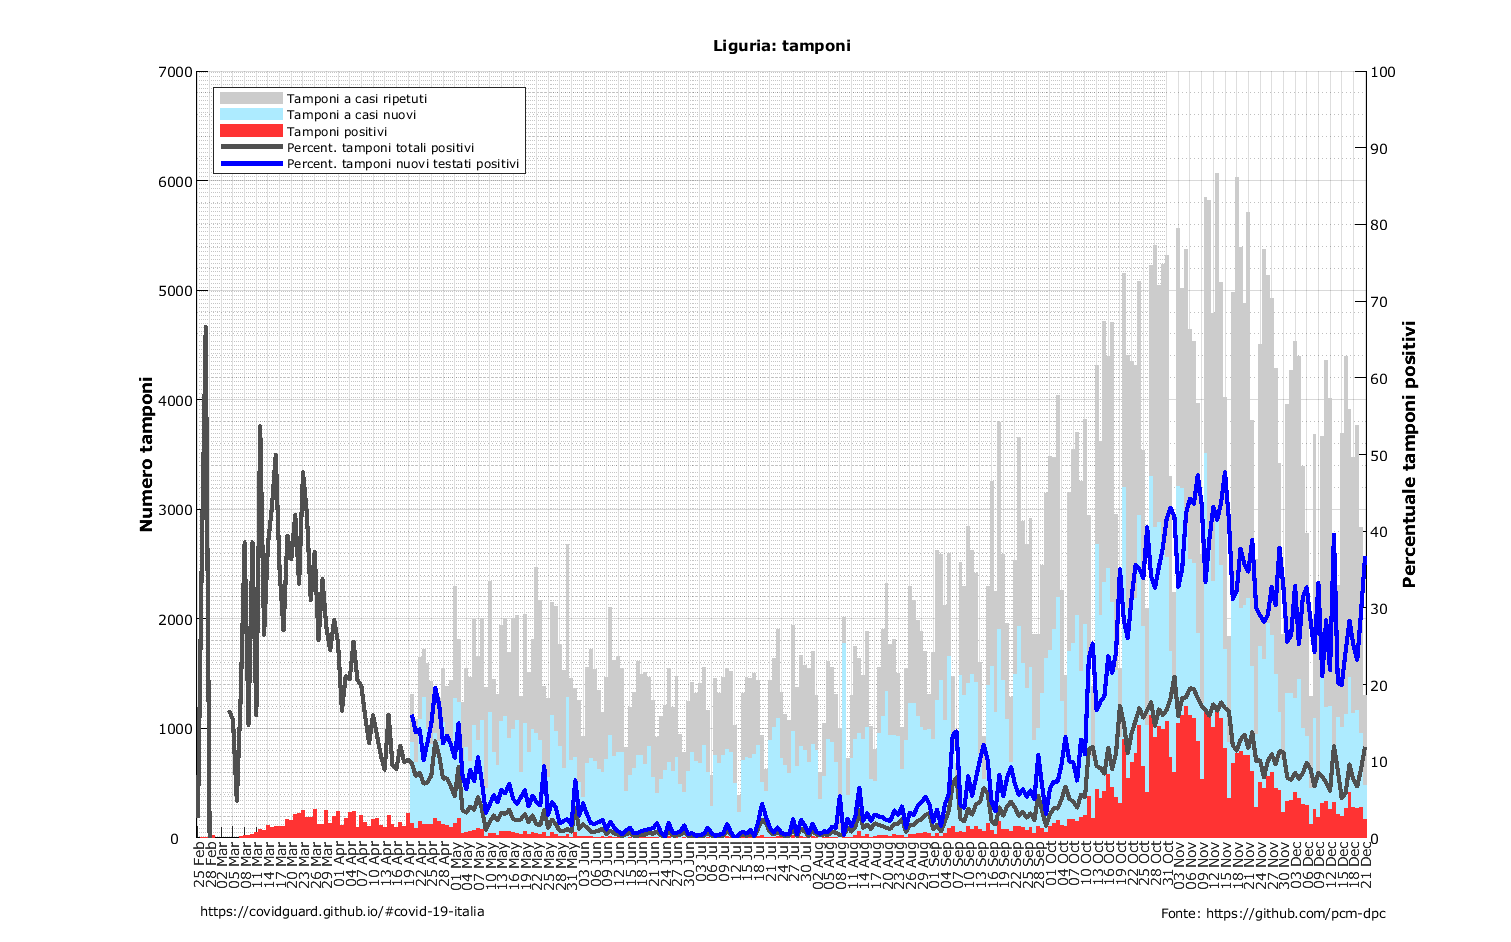 Liguria: tamponi
Tamponi a casi ripetuti
Tamponi a casi nuovi
Tamponi positivi
Percent. tamponi totali positivi
Percent. tamponi nuovi testati positivi
Numero tamponi
7000
6000
5000
4000
3000
2000
1000
0
100
90
80
70
60
50
40
30
20
10
0
Percentuale tamponi positivi
25 Feb
28 Feb
02 Mar
05 Mar
08 Mar
11 Mar
14 Mar
17 Mar
20 Mar
23 Mar
26 Mar
29 Mar
01 Apr
04 Apr
07 Apr
10 Apr
13 Apr
16 Apr
19 Apr
22 Apr
25 Apr
28 Apr
01 May
04 May
07 May
10 May
13 May
16 May
19 May
22 May
25 May
28 May
31 May
03 Jun
06 Jun
09 Jun
12 Jun
15 Jun
18 Jun
21 Jun
24 Jun
27 Jun
30 Jun
03 Jul
06 Jul
09 Jul
12 Jul
15 Jul
18 Jul
21 Jul
24 Jul
27 Jul
30 Jul
02 Aug
05 Aug
08 Aug
11 Aug
14 Aug
17 Aug
20 Aug
23 Aug
26 Aug
29 Aug
01 Sep
04 Sep
07 Sep
10 Sep
13 Sep
16 Sep
19 Sep
22 Sep
25 Sep
28 Sep
01 Oct
04 Oct
07 Oct
10 Oct
13 Oct
16 Oct
19 Oct
22 Oct
25 Oct
28 Oct
31 Oct
03 Nov
06 Nov
09 Nov
12 Nov
15 Nov
18 Nov
21 Nov
24 Nov
27 Nov
30 Nov
03 Dec
06 Dec
09 Dec
12 Dec
15 Dec
18 Dec
21 Dec
https://covidguard.github.io/#covid-19-italia
Fonte: https://github.com/pcm-dpc